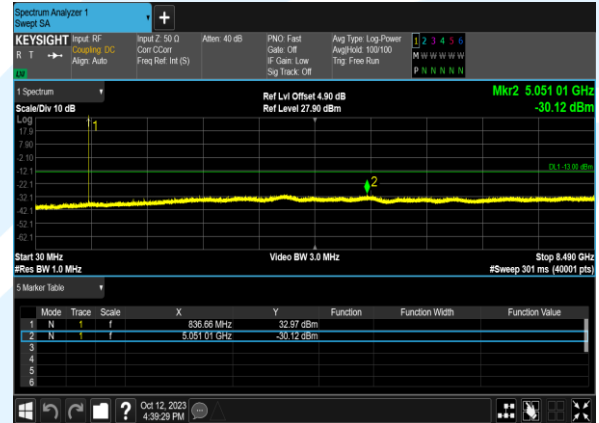 Spectrum Analyzer 1
Swept SA
+
KEYSIGHT Input: RF Input Z: 50 Ω Atten: 40 dB PNO: Fast Avg Type: Log-Power 1 2 3 4 5 6
R T Coupling: DC Corr CCorr Gate: Off Avg|Hold: 100/100 M W W W W W
Align: Auto Freq Ref: Int (S) IF Gain: Low Trig: Free Run P N N N N N
Sig Track: Off
1 Spectrum
Ref Lvl Offset 4.90 dB Mkr2 5.051 01 GHz
Scale/Div 10 dB Ref Level 27.90 dBm -30.12 dBm
Log
17.9
1
7.90
-2.10
-12.1
DL1 -13.00 dBm
-22.1
2
-32.1
-42.1
-52.1
-62.1
Start 30 MHz Video BW 3.0 MHz Stop 8.490 GHz
#Res BW 1.0 MHz #Sweep 301 ms (40001 pts)
5 Marker Table
Mode Trace Scale X Y Function Function Width Function Value
1 N 1 f 836.66 MHz 32.97 dBm
2 N 1 f 5.051 01 GHz -30.12 dBm
3
4
5
6
? Oct 12, 2023
4:39:29 PM